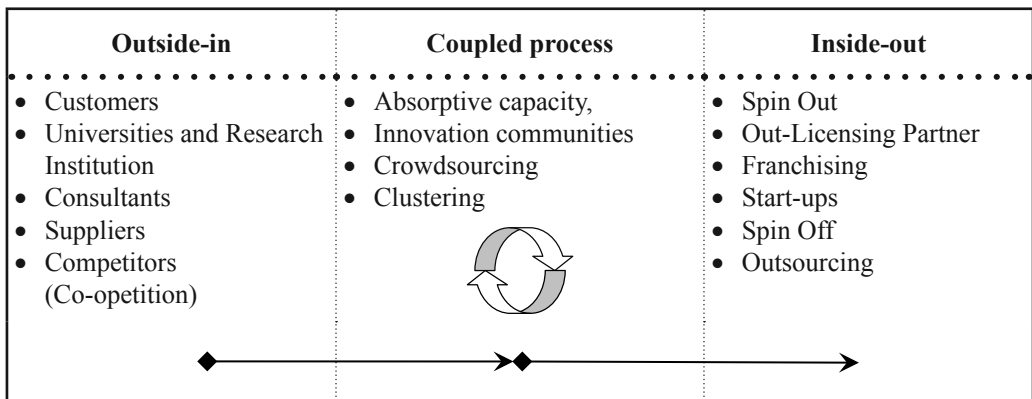 Outside-in
Customers
Universities and Research
Institution
Consultants
Suppliers
Competitors
(Co-opetition)
Coupled process
Absorptive capacity,
Innovation communities
Crowdsourcing
Clustering
Inside-out
Spin Out
Out-Licensing Partner
Franchising
Start-ups
Spin Off
Outsourcing